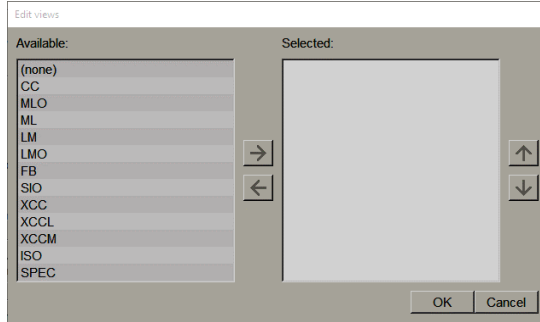 Edit views
Available:
Selected:
(none)
CC
MLO
ML
LM
LMO
FB
SIO
XCC
XCCL
XCCM
ISO
SPEC
OK
Cancel